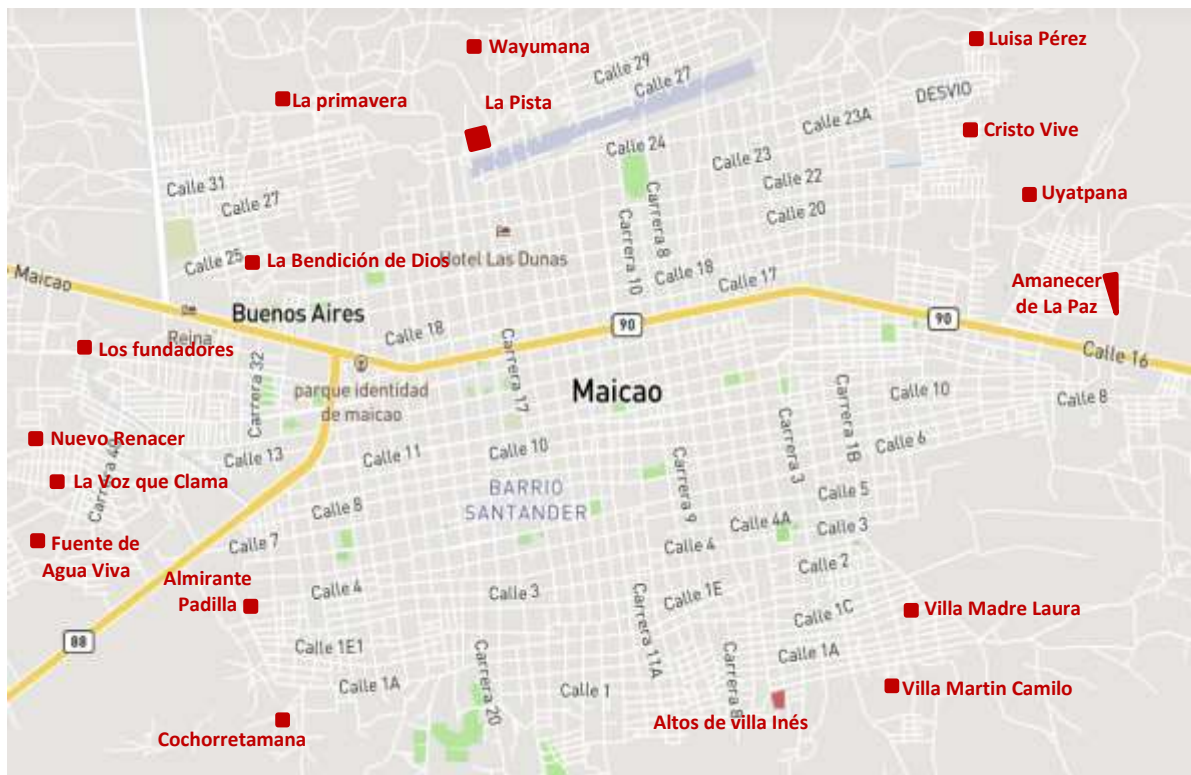 Wayumana
Luisa Pérez
Calle 29
Calle 27
La primavera
La Pista
DESVIO
Calle 23A
Cristo Vive
Calle 24
Calle 23
Calle 31
Calle 22
Carrera 8
Uyatpana
Calle 27
Calle 20
Carrera 10
Calle 25
La Bendición de Dios
Hotel Las Dunas
Calle 18
Calle 17
Maicao
Amanecer
de La Paz
Buenos Aires
90
90
Reina
Calle 18
Los fundadores
Calle 16
Carrera 32
parque identidad
de maicao
Carrera 17
Maicao
Calle 10
Calle 8
Carrera 1B
Carrera 3
Nuevo Renacer
Calle 13
Calle 11
Calle 10
Calle 6
La Voz que Clama
Carrera 40
BARRIO
SANTANDER
Carrera 9
Calle 5
Calle 8
Calle 4A
Calle 3
Fuente de
Agua Viva
Calle 7
Calle 4
Calle 2
Almirante
Padilla
Calle 4
Calle 3
Calle 1E
Calle 1C
Villa Madre Laura
88
Calle 1E1
Carrera 11A
Calle 1A
Carrera 20
Calle 1A
Calle 1
Carrera 8
Villa Martin Camilo
Altos de villa Inés
Cochorretamana